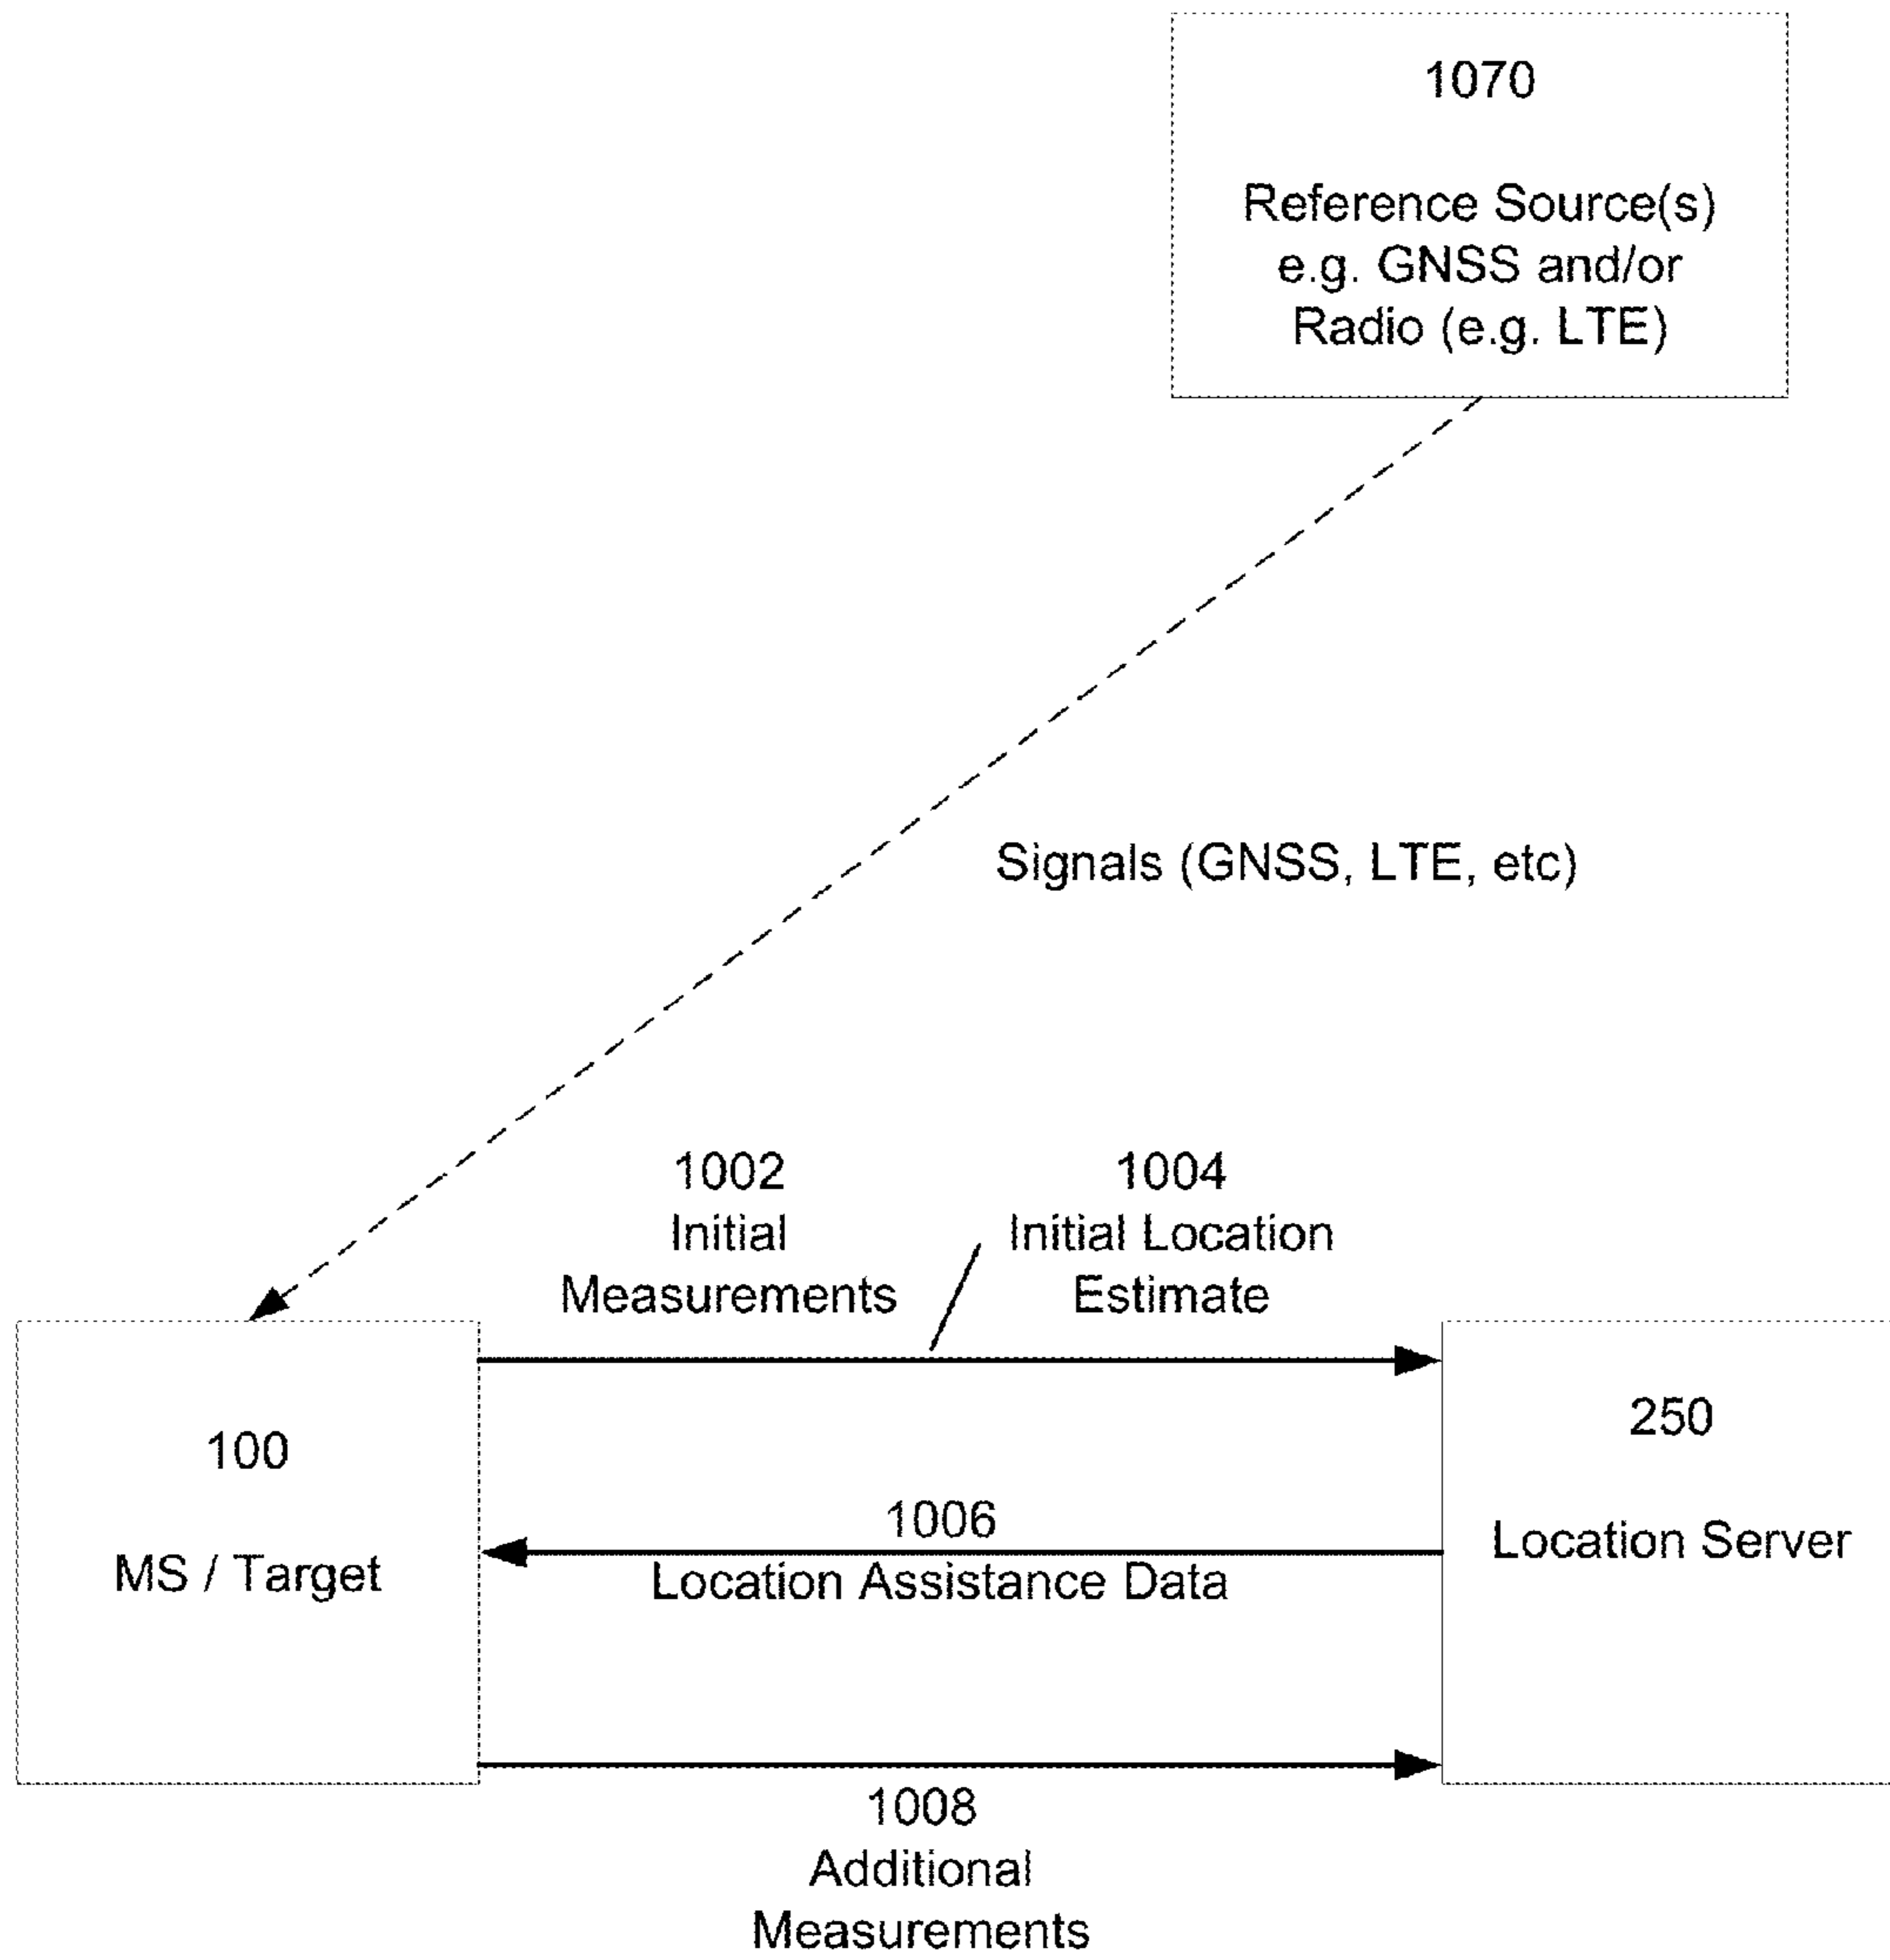 1070
Reference Source(s)
e.g. GNSS and/or
Radio (e.g. LTE)
Signals (GNSS, LTE, etc)
1002
Initial
Measurements
/
1004
Initial Location
Estimate
100
MS / Target
250
Location Server
1006
Location Assistance Data
1008
Additional
Measurements